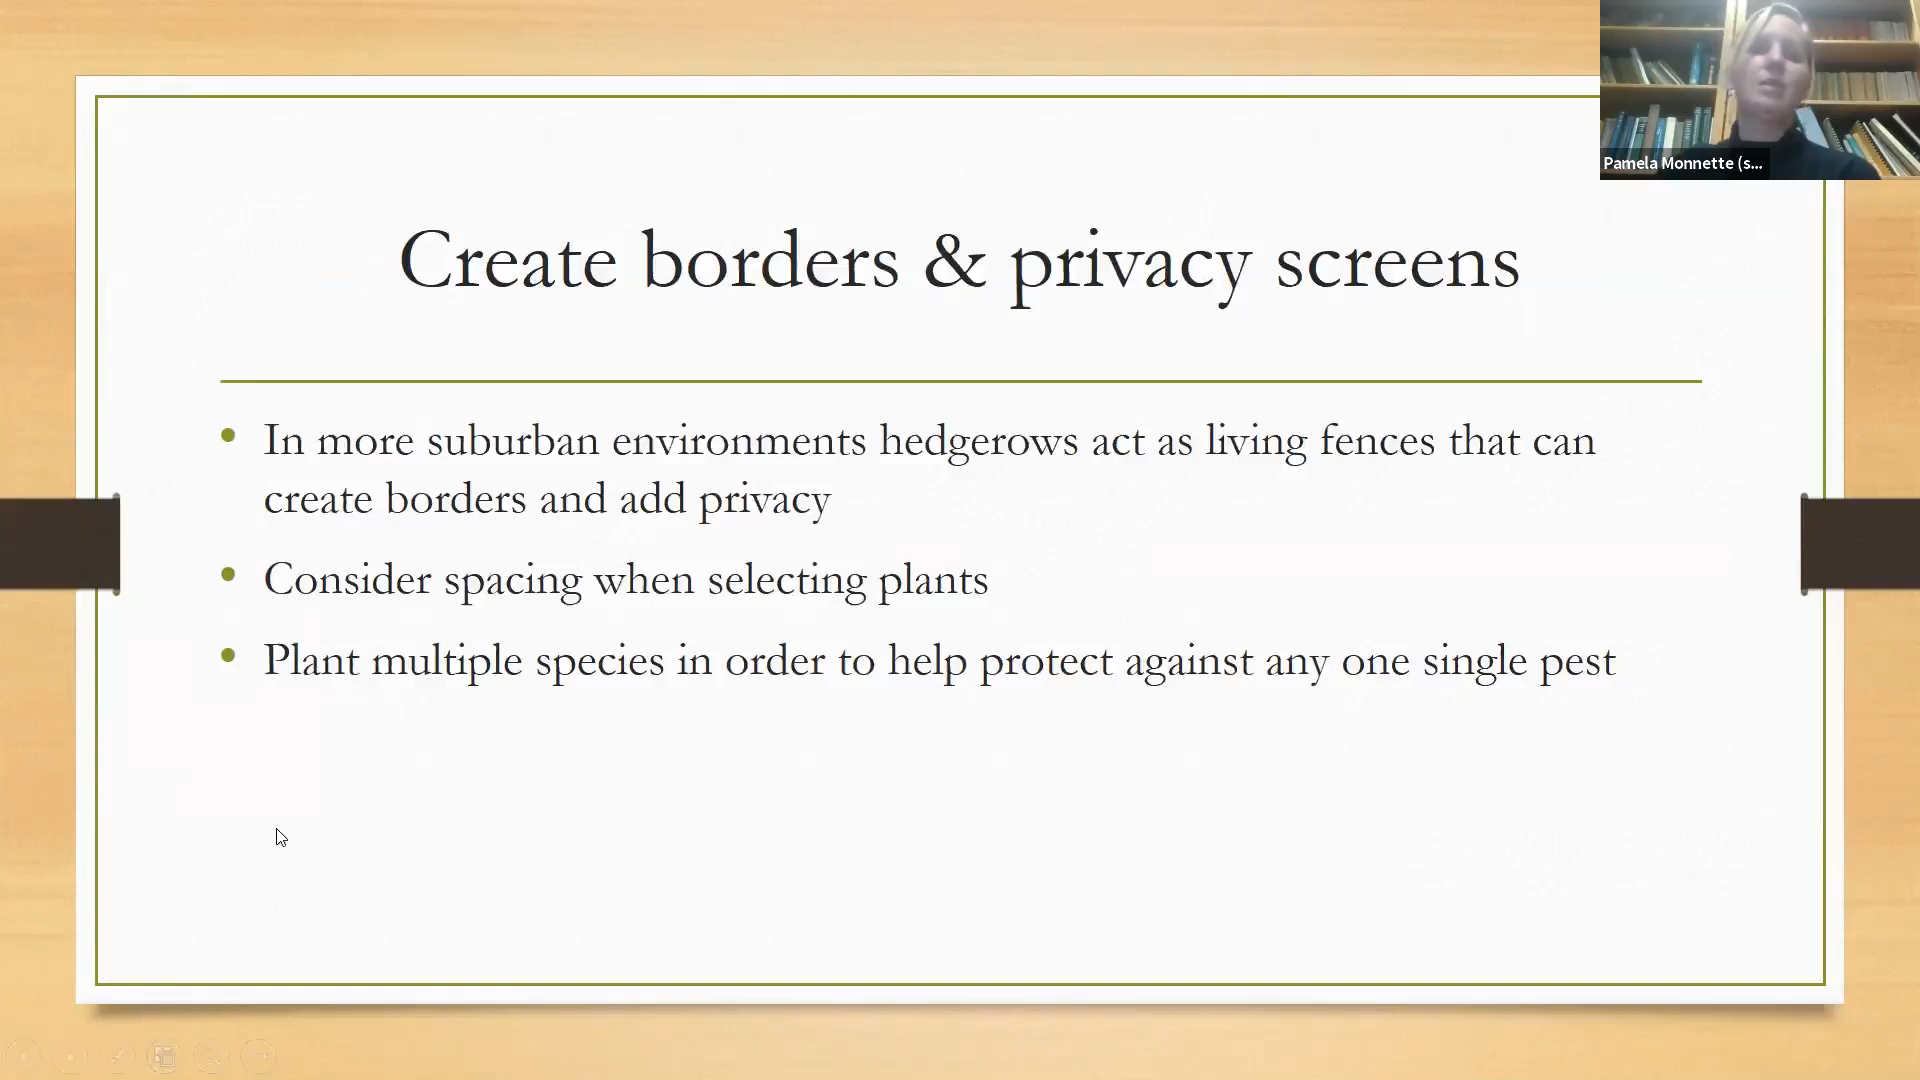 Pamela Monnette (s...
Create borders & privacy screens
• In more suburban environments hedgerows act as living fences that can
create borders and add privacy
• Consider spacing when selecting plants
• Plant multiple species in order to help protect against any one single pest